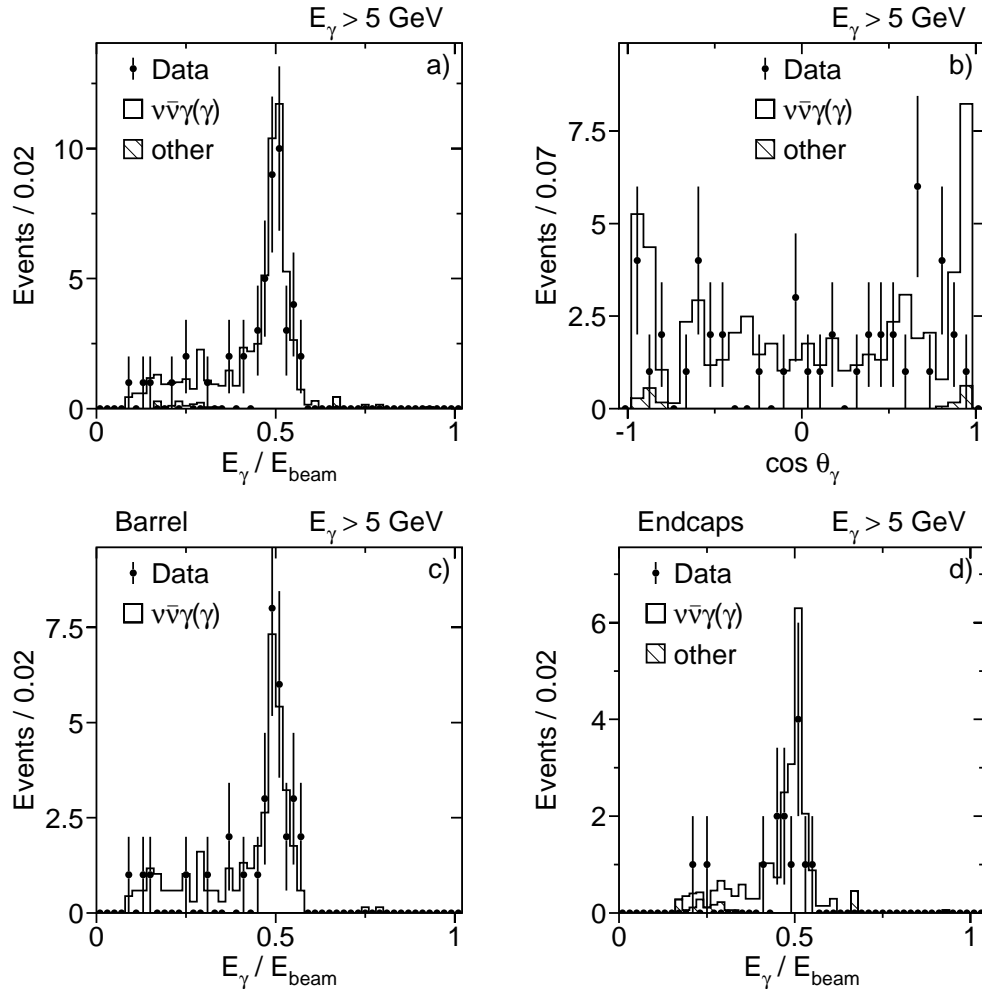 E_γ > 5 GeV
a)
Data
νν̄γ(γ)
other
Events / 0.02
10
5
0
0 0.5 1
E_γ / E_beam
E_γ > 5 GeV
b)
Data
νν̄γ(γ)
other
Events / 0.07
7.5
5
2.5
0
-1 0 1
cos θ_γ
Barrel E_γ > 5 GeV
c)
Data
νν̄γ(γ)
Events / 0.02
7.5
5
2.5
0
0 0.5 1
E_γ / E_beam
Endcaps E_γ > 5 GeV
d)
Data
νν̄γ(γ)
other
Events / 0.02
6
4
2
0
0 0.5 1
E_γ / E_beam